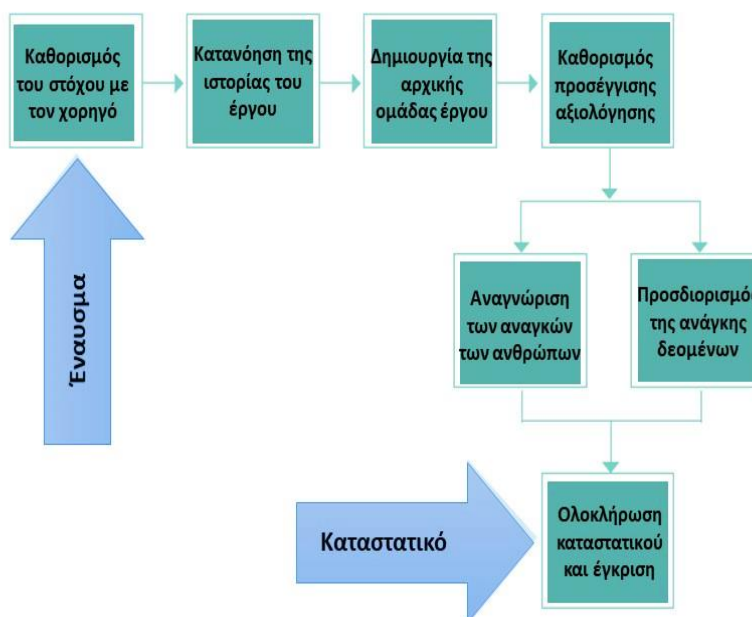 Καθορισμός
του στόχου με
τον χορηγό
Κατανόηση της
ιστορίας του
έργου
Δημιουργία της
αρχικής
ομάδας έργου
Καθορισμός
προσέγγισης
αξιολόγησης
Έναυσμα
Αναγνώριση
των αναγκών
των ανθρώπων
Προσδιορισμός
της ανάγκης
δεομένων
Καταστατικό
Ολοκλήρωση
καταστατικού
και έγκριση